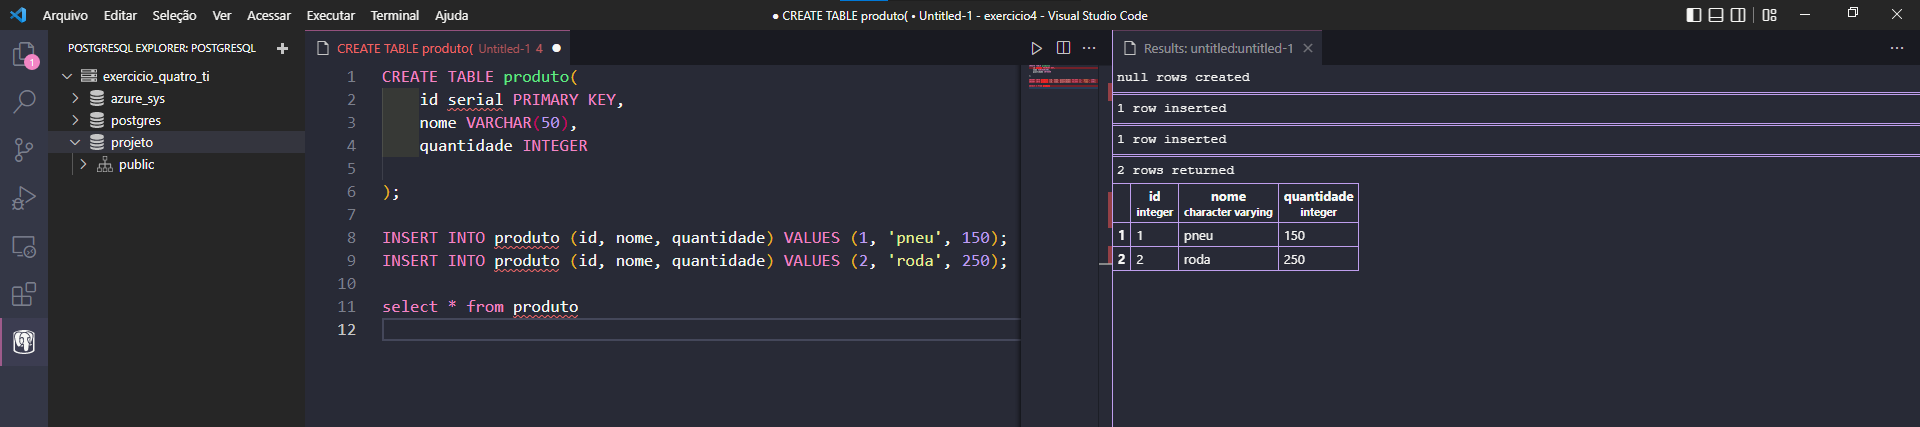 Arquivo Editar Seleção Ver Acessar Executar Terminal Ajuda
● CREATE TABLE produto( • Untitled-1 - exercicio4 - Visual Studio Code
1
POSTGRESQL EXPLORER: POSTGRESQL +
exercicio_quatro_ti
azure_sys
postgres
projeto
public
CREATE TABLE produto( Untitled-1 4 ●
1 CREATE TABLE produto(
2 id serial PRIMARY KEY,
3 nome VARCHAR(50),
4 quantidade INTEGER
5
6 );
7
8 INSERT INTO produto (id, nome, quantidade) VALUES (1, 'pneu', 150);
9 INSERT INTO produto (id, nome, quantidade) VALUES (2, 'roda', 250);
10
11 select * from produto
12
Results: untitled:untitled-1
null rows created
1 row inserted
1 row inserted
2 rows returned
id nome quantidade
integer character varying integer
1 1 pneu 150
2 2 roda 250